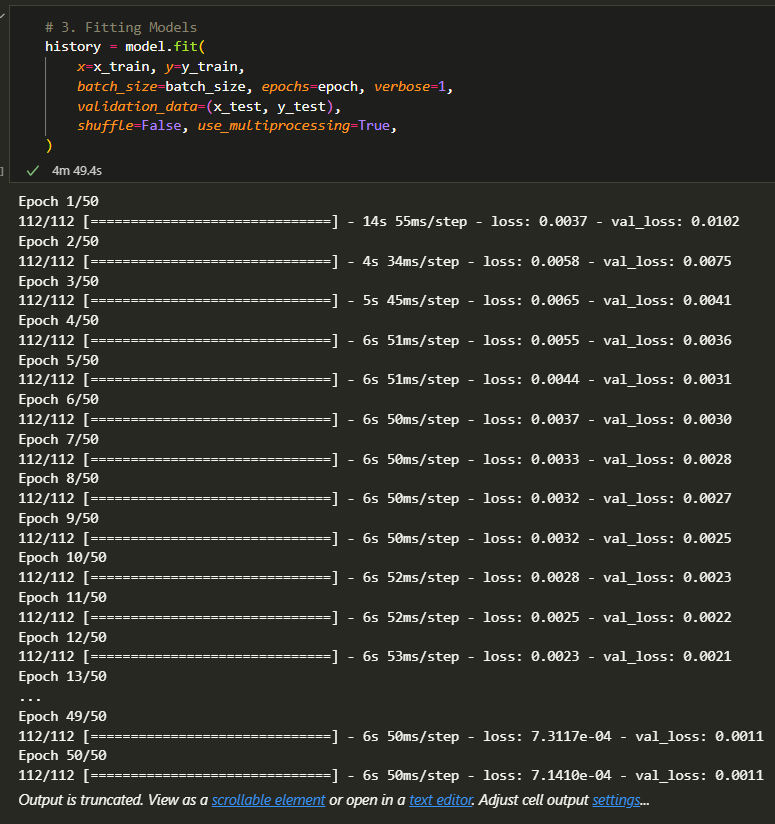 # 3. Fitting Models
history = model.fit(
    x=x_train, y=y_train,
    batch_size=batch_size, epochs=epoch, verbose=1,
    validation_data=(x_test, y_test),
    shuffle=False, use_multiprocessing=True,
)
4m 49.4s
Epoch 1/50
112/112 [==============================] - 14s 55ms/step - loss: 0.0037 - val_loss: 0.0102
Epoch 2/50
112/112 [==============================] - 4s 34ms/step - loss: 0.0058 - val_loss: 0.0075
Epoch 3/50
112/112 [==============================] - 5s 45ms/step - loss: 0.0065 - val_loss: 0.0041
Epoch 4/50
112/112 [==============================] - 6s 51ms/step - loss: 0.0055 - val_loss: 0.0036
Epoch 5/50
112/112 [==============================] - 6s 51ms/step - loss: 0.0044 - val_loss: 0.0031
Epoch 6/50
112/112 [==============================] - 6s 50ms/step - loss: 0.0037 - val_loss: 0.0030
Epoch 7/50
112/112 [==============================] - 6s 50ms/step - loss: 0.0033 - val_loss: 0.0028
Epoch 8/50
112/112 [==============================] - 6s 50ms/step - loss: 0.0032 - val_loss: 0.0027
Epoch 9/50
112/112 [==============================] - 6s 50ms/step - loss: 0.0032 - val_loss: 0.0025
Epoch 10/50
112/112 [==============================] - 6s 52ms/step - loss: 0.0028 - val_loss: 0.0023
Epoch 11/50
112/112 [==============================] - 6s 52ms/step - loss: 0.0025 - val_loss: 0.0022
Epoch 12/50
112/112 [==============================] - 6s 53ms/step - loss: 0.0023 - val_loss: 0.0021
Epoch 13/50
...
Epoch 49/50
112/112 [==============================] - 6s 50ms/step - loss: 7.3117e-04 - val_loss: 0.0011
Epoch 50/50
112/112 [==============================] - 6s 50ms/step - loss: 7.1410e-04 - val_loss: 0.0011
Output is truncated. View as a scrollable element or open in a text editor. Adjust cell output settings...